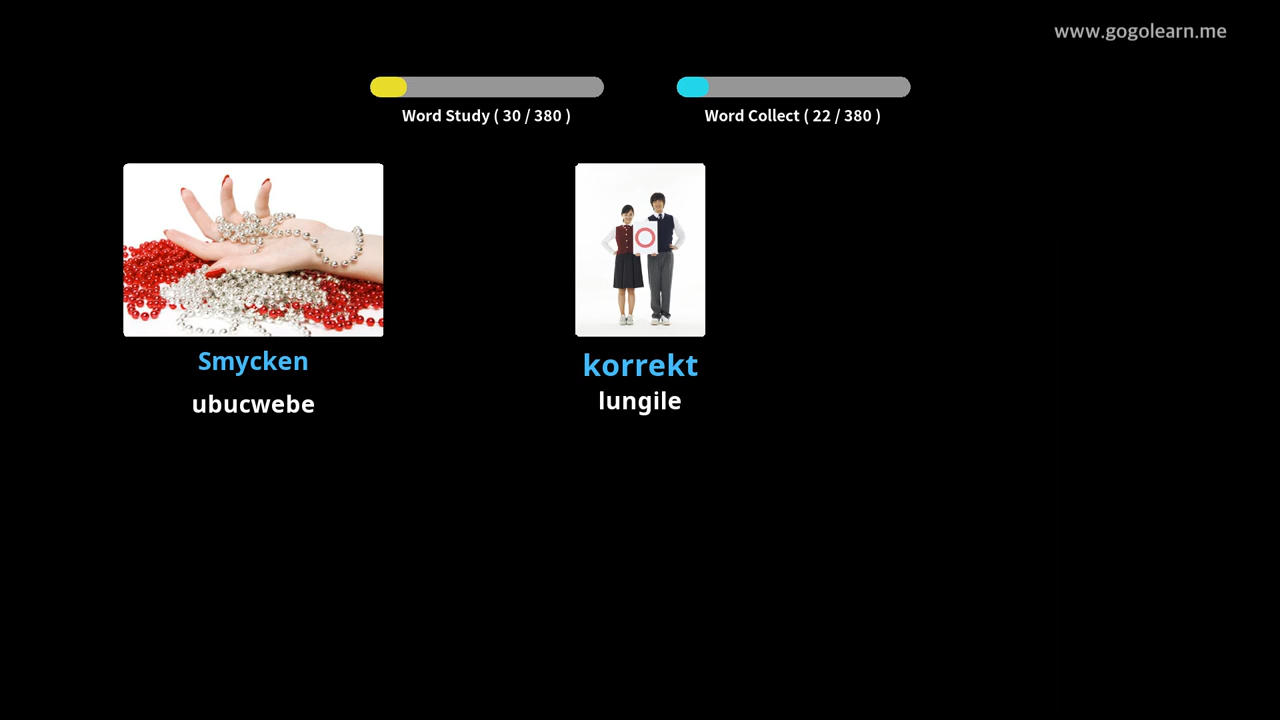 www.gogolearn.me
Word Study ( 30 / 380 )
Word Collect ( 22 / 380 )
Smycken
ubucwebe
korrekt
lungile